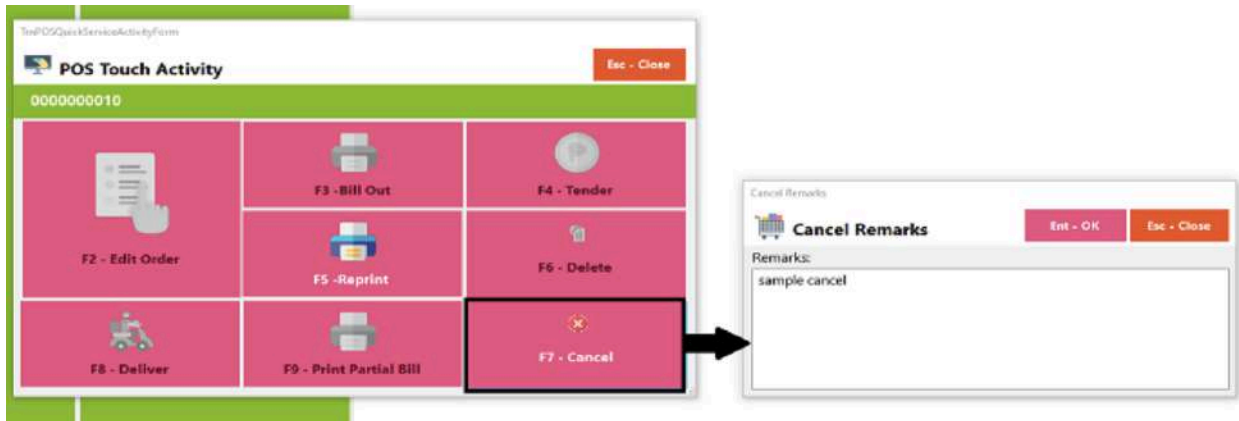 TrnPOSQuickServiceActivityForm
POS Touch Activity
Esc - Close
0000000010
F2 - Edit Order
F3 -Bill Out
F4 - Tender
F5 -Reprint
F6 - Delete
F8 - Deliver
F9 - Print Partial Bill
F7 - Cancel
Cancel Remarks
Cancel Remarks
Ent - OK
Esc - Close
Remarks:
sample cancel